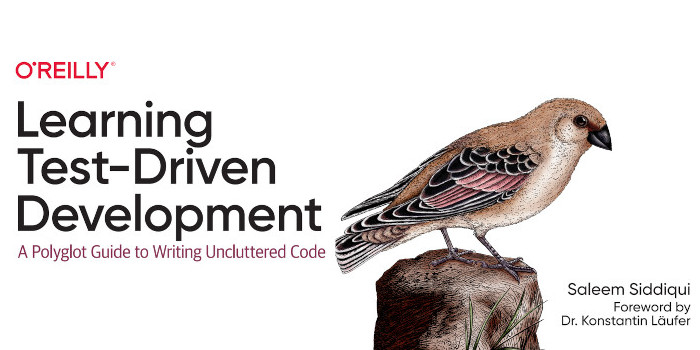 O'REILLY®
Learning
Test-Driven
Development
A Polyglot Guide to Writing Uncluttered Code
Saleem Siddiqui
Foreword by
Dr. Konstantin Läufer